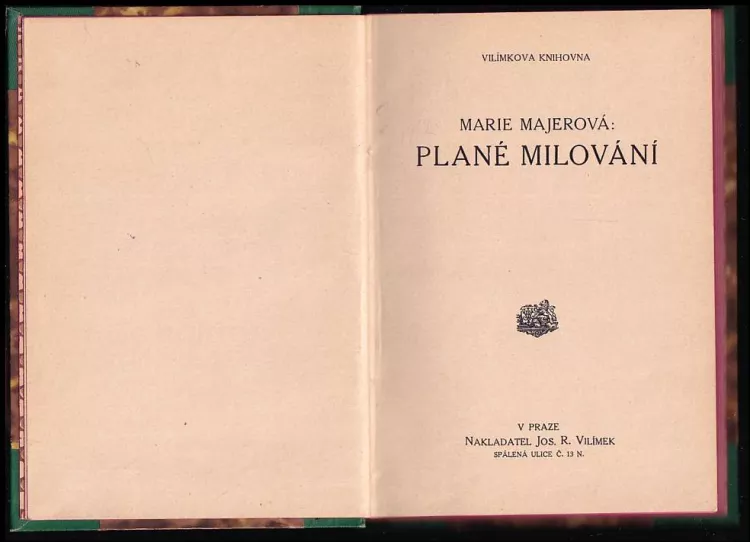 VILÍMKOVA KNIHOVNA
MARIE MAJEROVÁ:
PLANÉ MILOVÁNÍ
V PRAZE
NAKLADATEL JOS. R. VILÍMEK
SPÁLENÁ ULICE Č. 13 N.